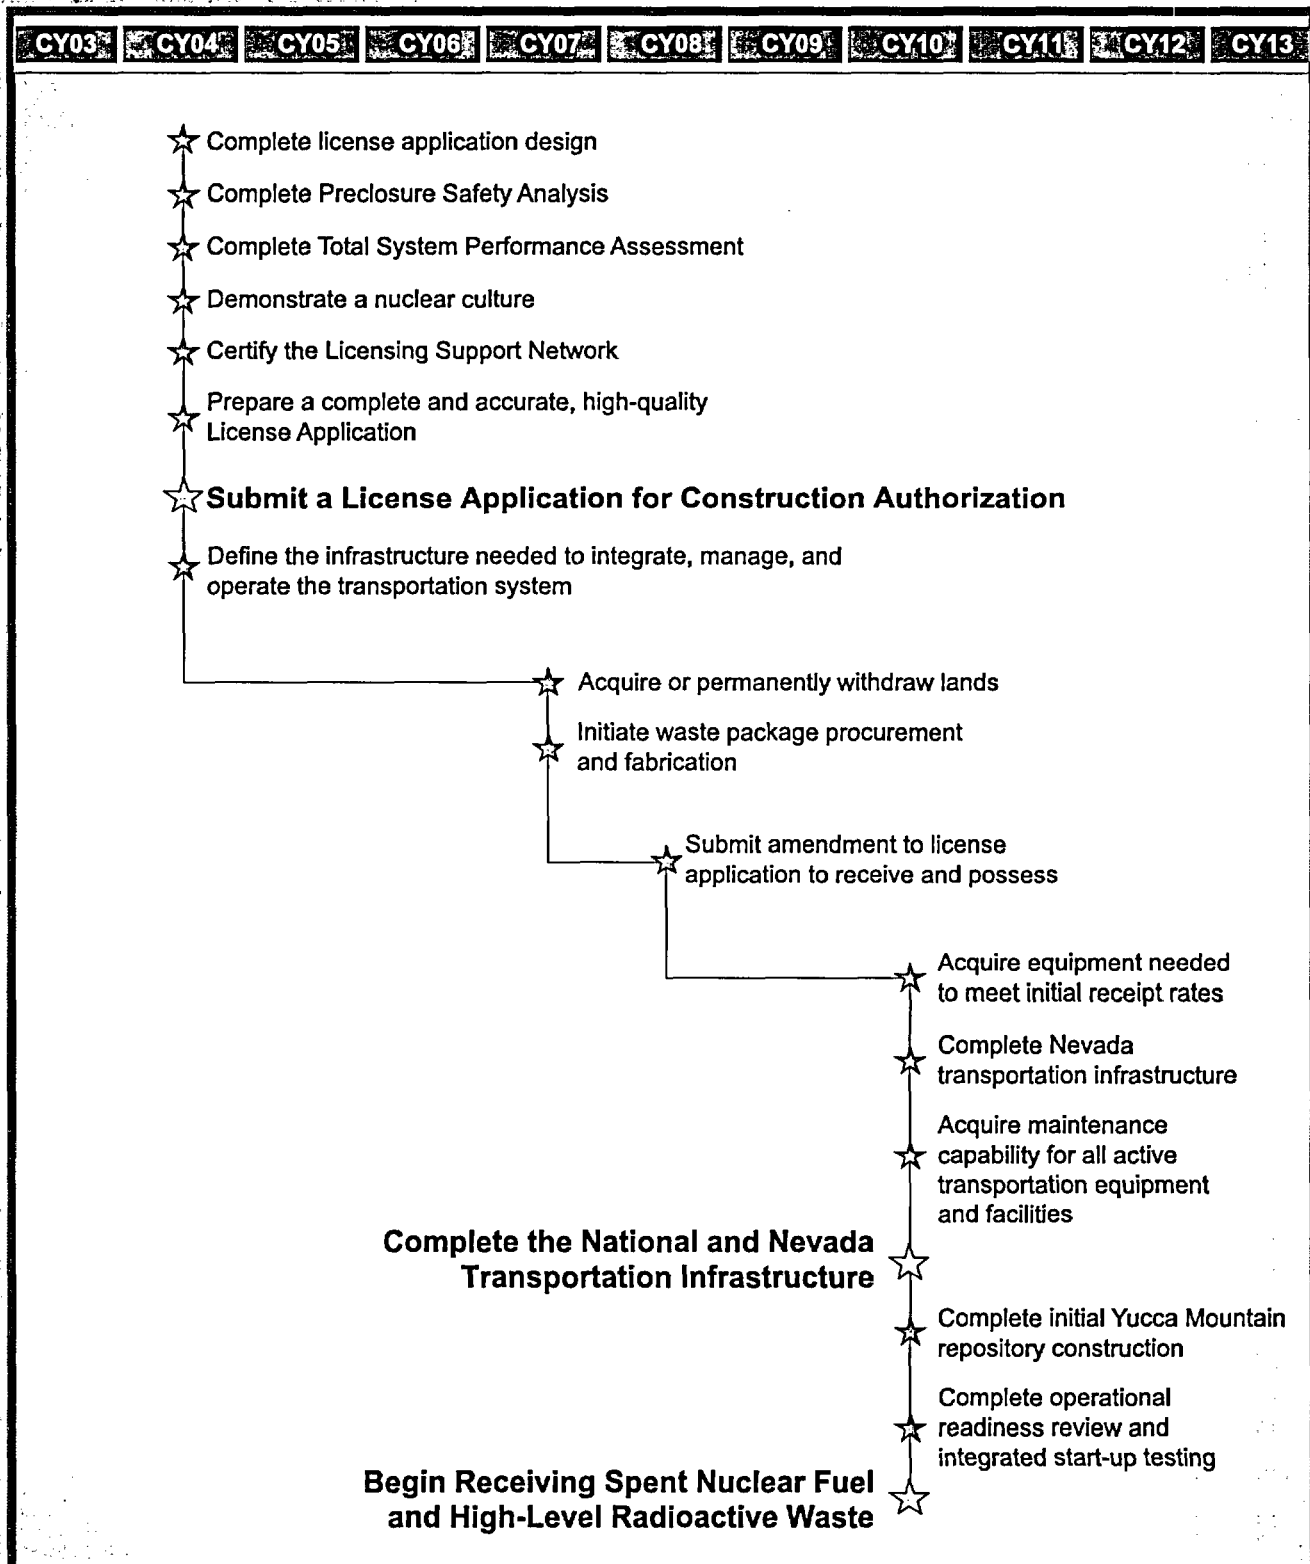 CY03 CY04 CY05 CY06 CY07 CY08 CY09 CY10 CY11 CY12 CY13
Complete license application design
Complete Preclosure Safety Analysis
Complete Total System Performance Assessment
Demonstrate a nuclear culture
Certify the Licensing Support Network
Prepare a complete and accurate, high-quality
License Application
Submit a License Application for Construction Authorization
Define the infrastructure needed to integrate, manage, and
operate the transportation system
Acquire or permanently withdraw lands
Initiate waste package procurement
and fabrication
Submit amendment to license
application to receive and possess
Acquire equipment needed
to meet initial receipt rates
Complete Nevada
transportation infrastructure
Acquire maintenance
capability for all active
transportation equipment
and facilities
Complete the National and Nevada
Transportation Infrastructure
Complete initial Yucca Mountain
repository construction
Complete operational
readiness review and
integrated start-up testing
Begin Receiving Spent Nuclear Fuel
and High-Level Radioactive Waste